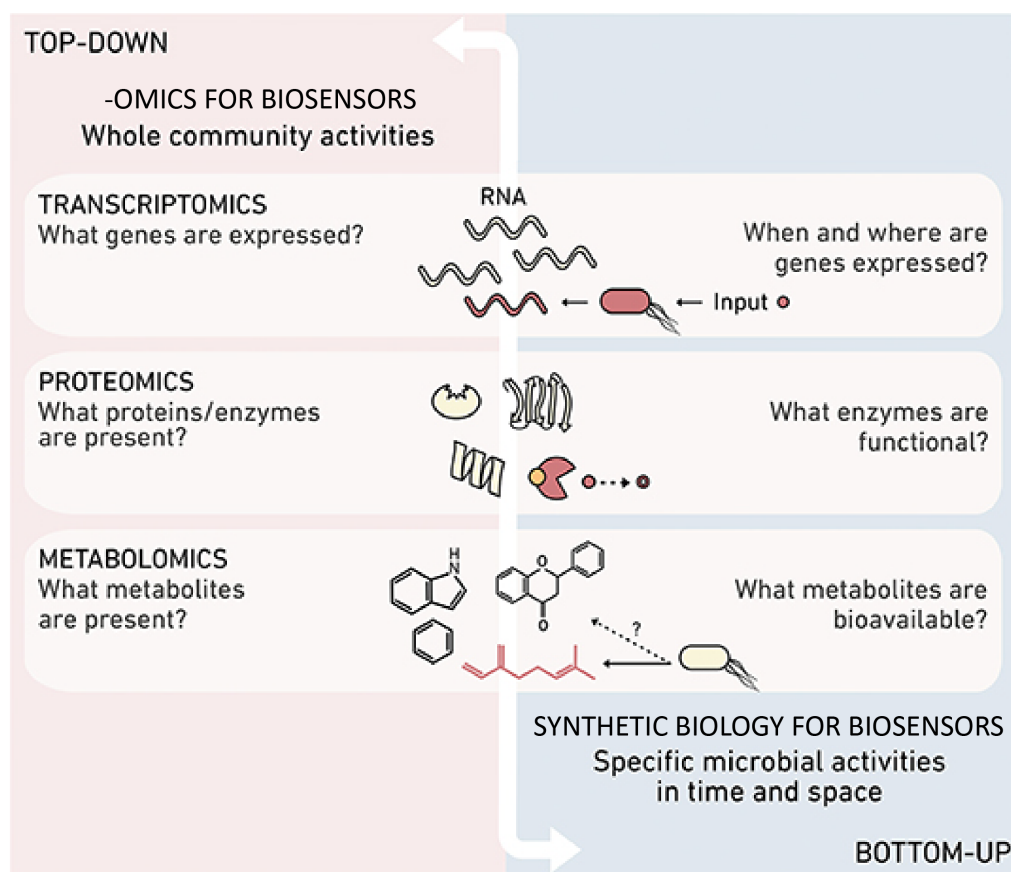 TOP-DOWN
-OMICS FOR BIOSENSORS
Whole community activities
TRANSCRIPTOMICS
What genes are expressed?
RNA
When and where are
genes expressed?
Input
PROTEOMICS
What proteins/enzymes
are present?
What enzymes are
functional?
METABOLOMICS
What metabolites
are present?
H
N
O
O
?
What metabolites are
bioavailable?
SYNTHETIC BIOLOGY FOR BIOSENSORS
Specific microbial activities
in time and space
BOTTOM-UP